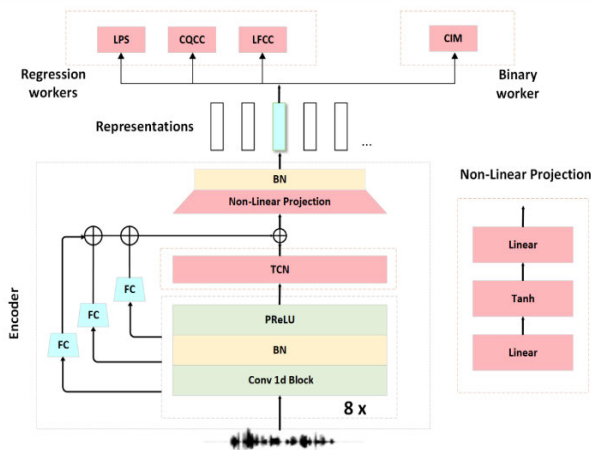 LPS
CQCC
LFCC
CIM
Regression
workers
Binary
worker
Representations
...
BN
Non-Linear Projection
TCN
FC
FC
FC
PReLU
BN
Conv 1d Block
8 x
Encoder
Non-Linear Projection
Linear
Tanh
Linear